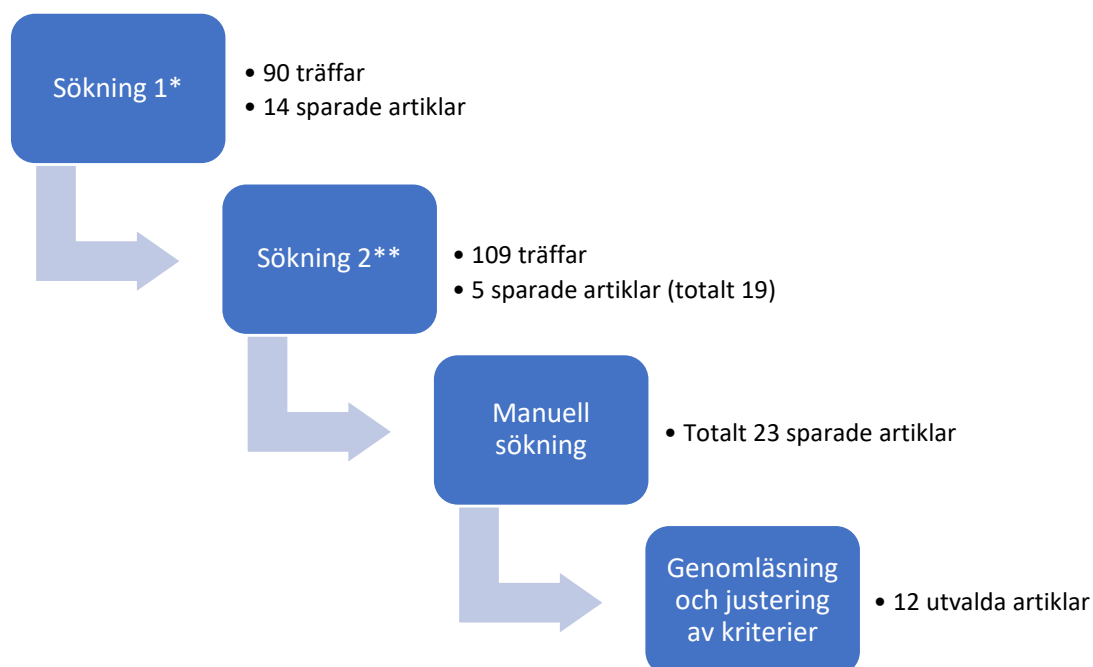 Sökning 1*
• 90 träffar
• 14 sparade artiklar
Sökning 2**
• 109 träffar
• 5 sparade artiklar (totalt 19)
Manuell
sökning
• Totalt 23 sparade artiklar
Genomläsning
och justering
av kriterier
• 12 utvalda artiklar